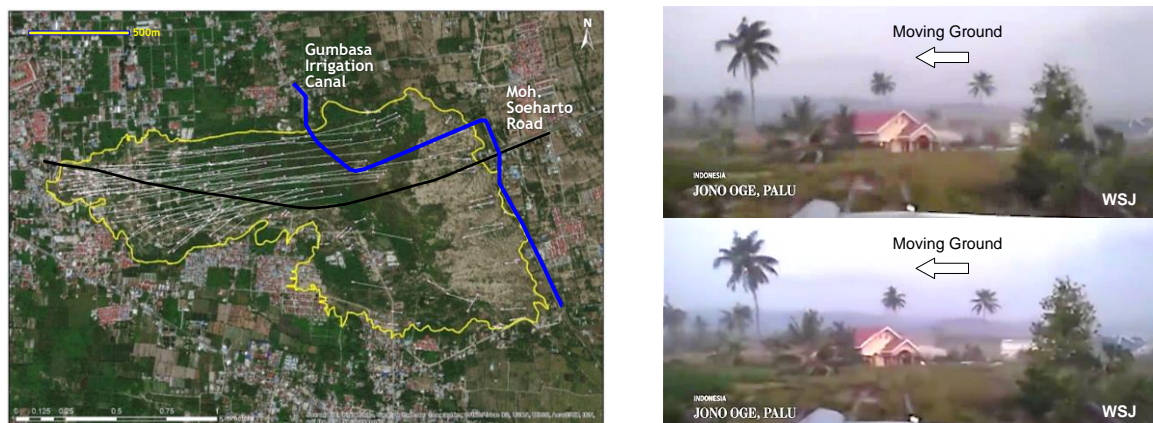 500m
N
Gumbasa
Irrigation
Canal
Moh.
Soeharto
Road
0 0.125 0.25 0.5 0.75 1
Moving Ground
INDONESIA
JONO OGE, PALU
WSJ
Moving Ground
INDONESIA
JONO OGE, PALU
WSJ